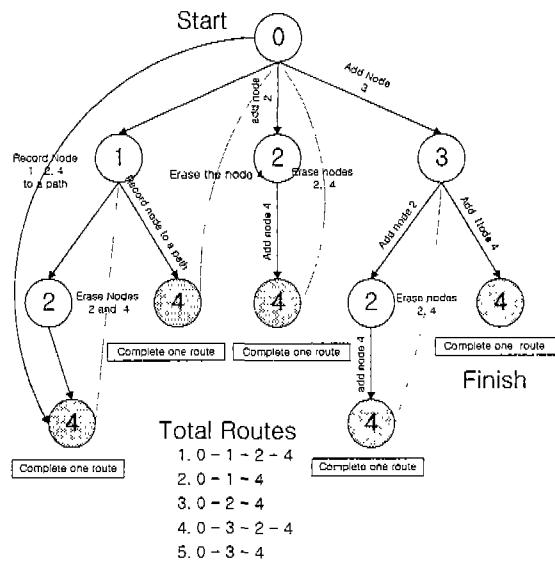 Start
0
Add Node
3
add node
2
1
2
3
Record Node
1, 2, 4
to a path
Erase the node 4
Erase nodes
2, 4
Record node to a path
Add node 4
Add node 2
Add Node 4
2
Erase Nodes
2 and 4
4
4
2
Erase nodes
2, 4
4
Complete one route
Complete one route
Complete one route
add node 4
Finish
4
4
Complete one route
Complete one route
Total Routes
1. 0 - 1 - 2 - 4
2. 0 - 1 - 4
3. 0 - 2 - 4
4. 0 - 3 - 2 - 4
5. 0 - 3 - 4